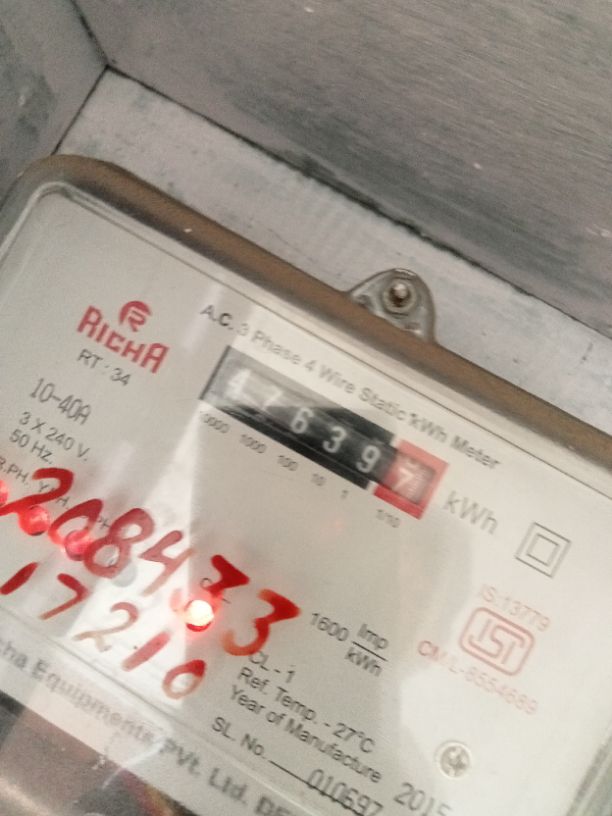 RICHA
RT : 34
A.C. 3 Phase 4 Wire Static kWh Meter
10-40A
3 X 240 V.
50 Hz.
47639 7 kWh
10000 1000 100 10 1 1/10
208433
17210
1600 Imp/kWh
IS:13779
ISI
CM/L-8554689
CL - 1
Ref. Temp. - 27°C
Year of Manufacture 2015
SL. No. 010697
Equipments Pvt. Ltd.